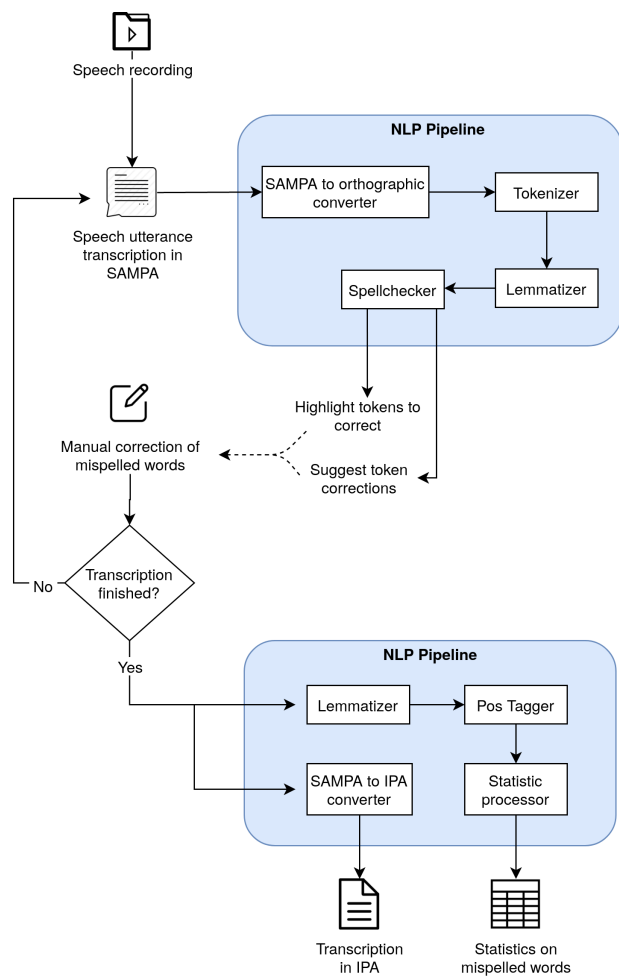 Speech recording
NLP Pipeline
SAMPA to orthographic
converter
Tokenizer
Speech utterance
transcription in
SAMPA
Spellchecker
Lemmatizer
Highlight tokens to
correct
Manual correction of
mispelled words
Suggest token
corrections
Transcription
finished?
No
Yes
NLP Pipeline
Lemmatizer
Pos Tagger
SAMPA to IPA
converter
Statistic
processor
Transcription
in IPA
Statistics on
mispelled words